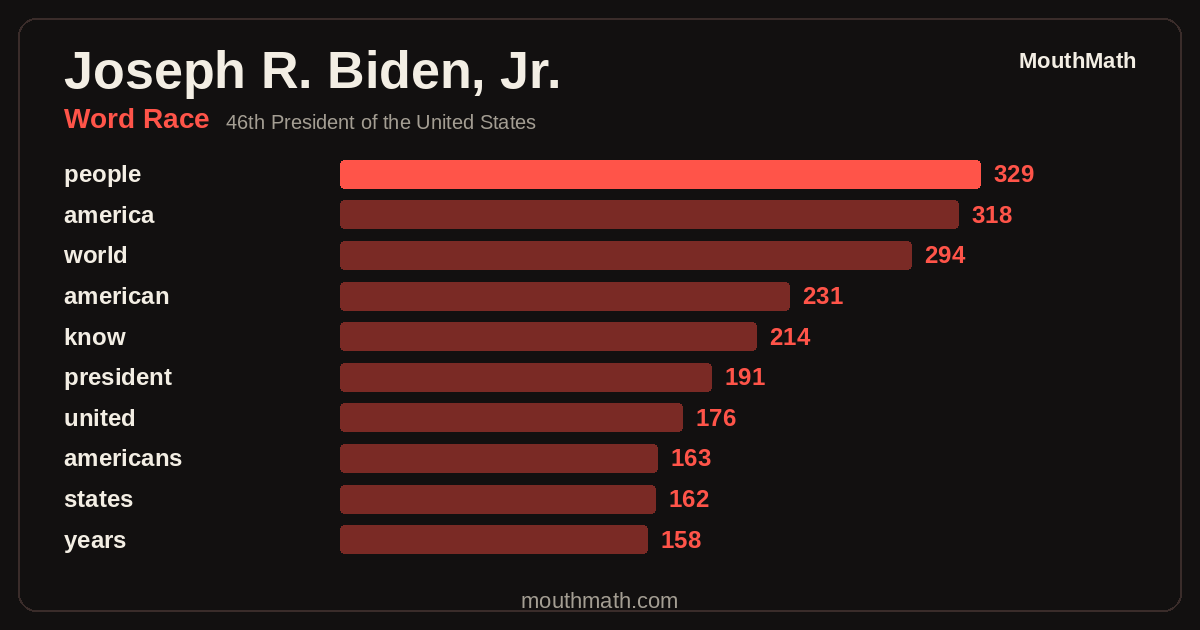 Joseph R. Biden, Jr.
MouthMath
Word Race 46th President of the United States
people 329
america 318
world 294
american 231
know 214
president 191
united 176
americans 163
states 162
years 158
mouthmath.com